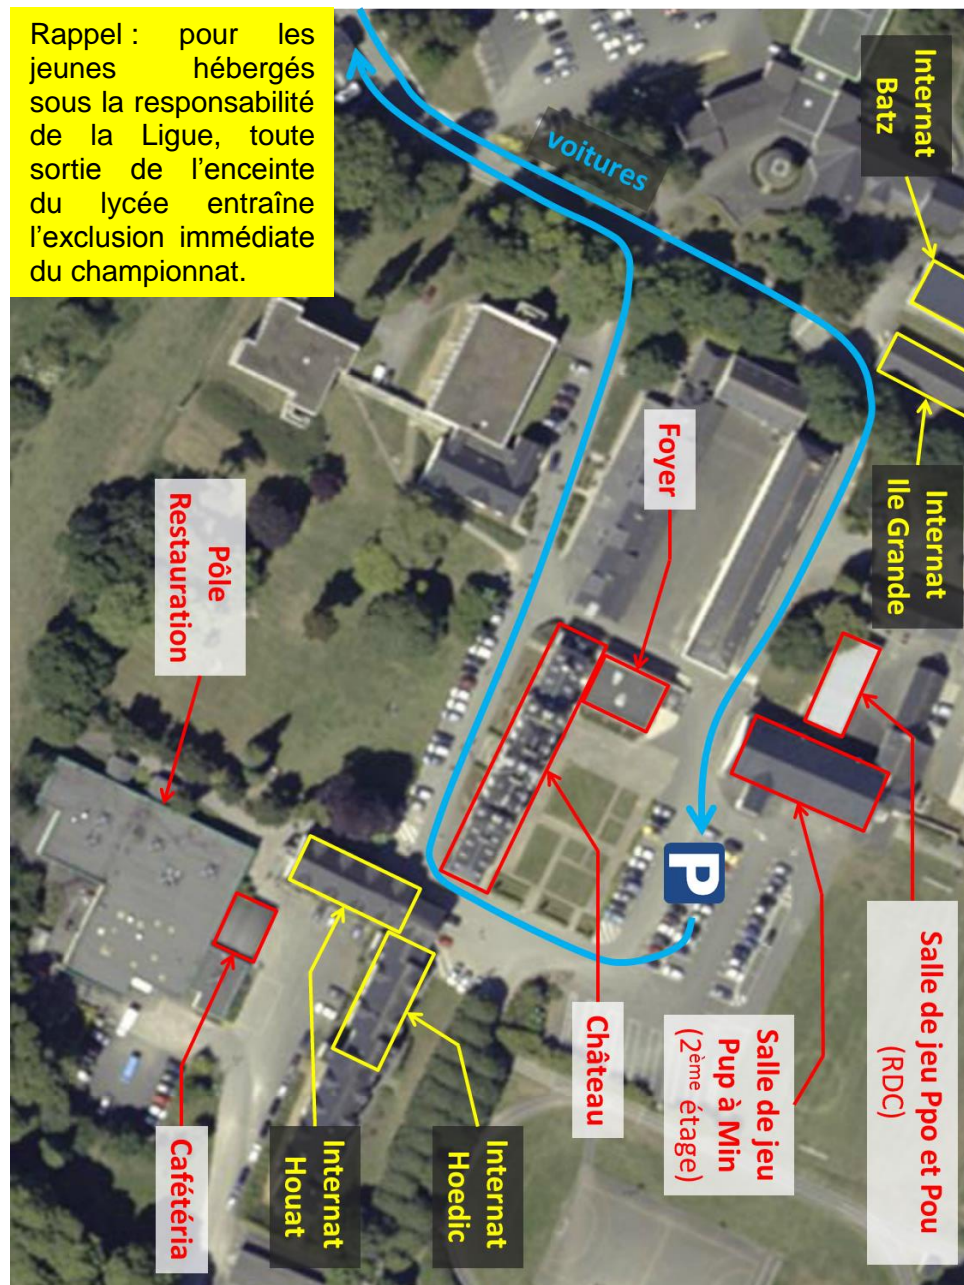 Rappel : pour les
jeunes hébergés
sous la responsabilité
de la Ligue, toute
sortie de l'enceinte
du lycée entraîne
l'exclusion immédiate
du championnat.
voitures
Internat
Batz
Internat
Ile Grande
Foyer
Pôle
Restauration
P
Salle de jeu Ppo et Pou
(RDC)
Salle de jeu
Pup à Min
(2ème étage)
Château
Internat
Hoedic
Internat
Houat
Cafétéria